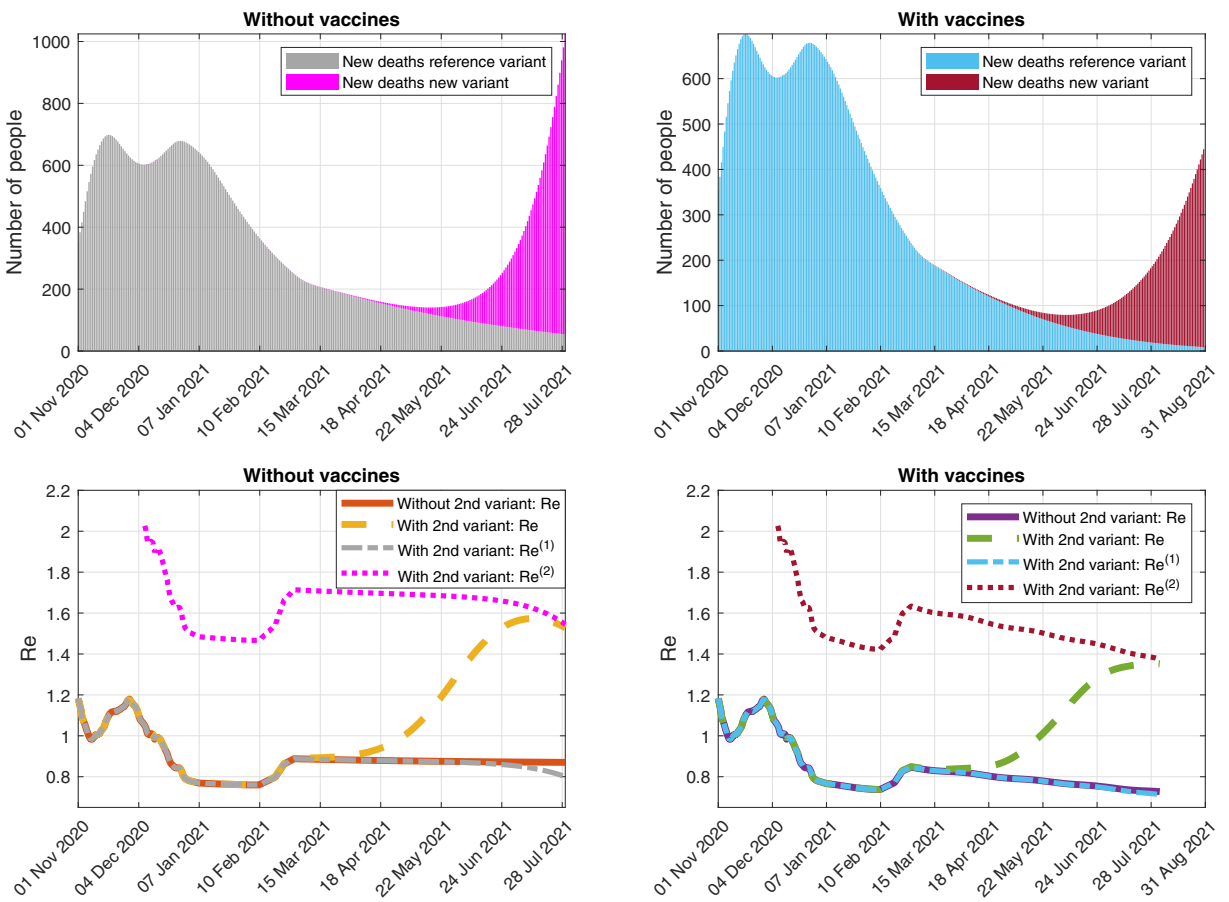 Without vaccines
1000
800
600
400
200
0
Number of people
New deaths reference variant
New deaths new variant
01 Nov 2020
04 Dec 2020
07 Jan 2021
10 Feb 2021
15 Mar 2021
18 Apr 2021
22 May 2021
24 Jun 2021
28 Jul 2021
With vaccines
600
500
400
300
200
100
0
Number of people
New deaths reference variant
New deaths new variant
01 Nov 2020
04 Dec 2020
07 Jan 2021
10 Feb 2021
15 Mar 2021
18 Apr 2021
22 May 2021
24 Jun 2021
28 Jul 2021
31 Aug 2021
Without vaccines
2.2
2
1.8
1.6
1.4
1.2
1
0.8
Re
Without 2nd variant: Re
With 2nd variant: Re
With 2nd variant: Re(1)
With 2nd variant: Re(2)
01 Nov 2020
04 Dec 2020
07 Jan 2021
10 Feb 2021
15 Mar 2021
18 Apr 2021
22 May 2021
24 Jun 2021
28 Jul 2021
With vaccines
2.2
2
1.8
1.6
1.4
1.2
1
0.8
Re
Without 2nd variant: Re
With 2nd variant: Re
With 2nd variant: Re(1)
With 2nd variant: Re(2)
01 Nov 2020
04 Dec 2020
07 Jan 2021
10 Feb 2021
15 Mar 2021
18 Apr 2021
22 May 2021
24 Jun 2021
28 Jul 2021
31 Aug 2021